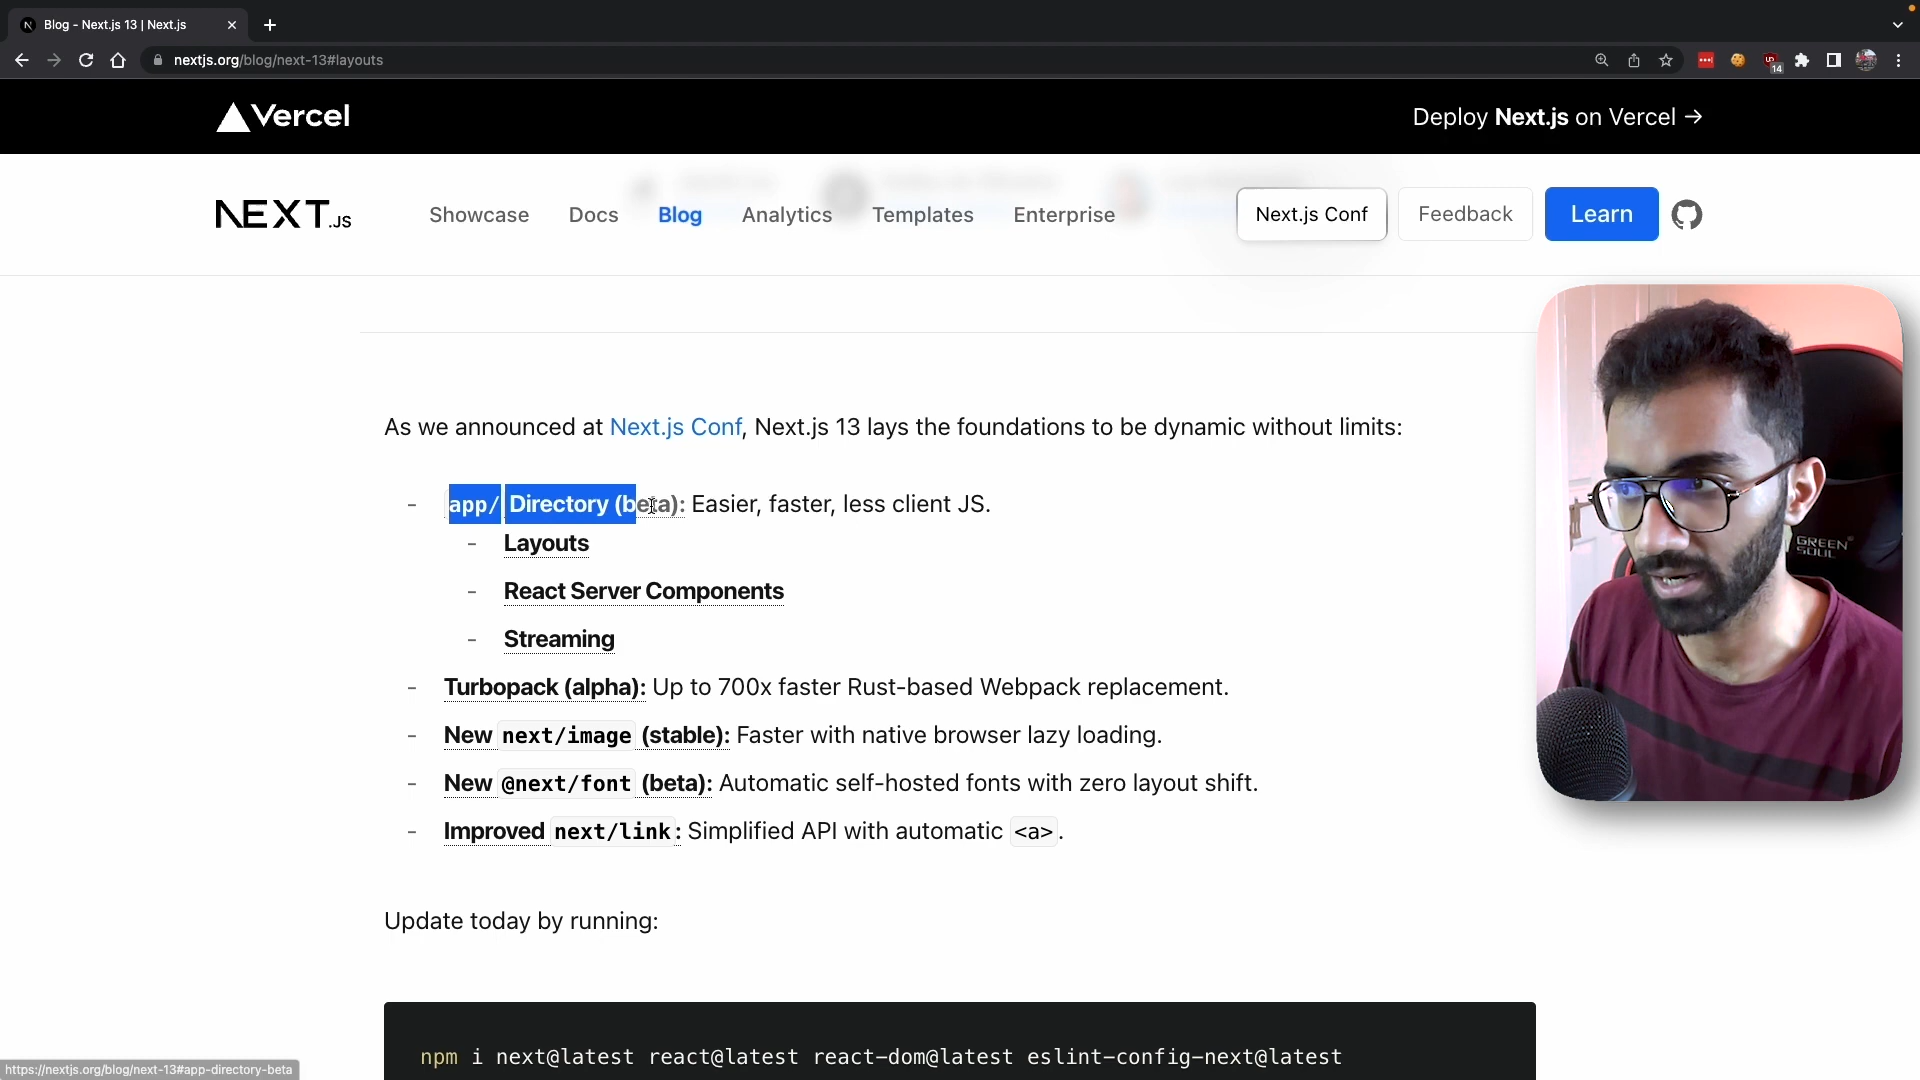 Blog - Next.js 13 | Next.js
nextjs.org/blog/next-13#layouts
14
Vercel
Deploy Next.js on Vercel →
NEXT.JS
Showcase
Docs
Blog
Analytics
Templates
Enterprise
Next.js Conf
Feedback
Learn
As we announced at Next.js Conf, Next.js 13 lays the foundations to be dynamic without limits:
- app/ Directory (beta): Easier, faster, less client JS.
- Layouts
- React Server Components
- Streaming
- Turbopack (alpha): Up to 700x faster Rust-based Webpack replacement.
- New next/image (stable): Faster with native browser lazy loading.
- New @next/font (beta): Automatic self-hosted fonts with zero layout shift.
- Improved next/link: Simplified API with automatic <a>.
Update today by running:
npm i next@latest react@latest react-dom@latest eslint-config-next@latest
https://nextjs.org/blog/next-13#app-directory-beta
GREEN
SOUL